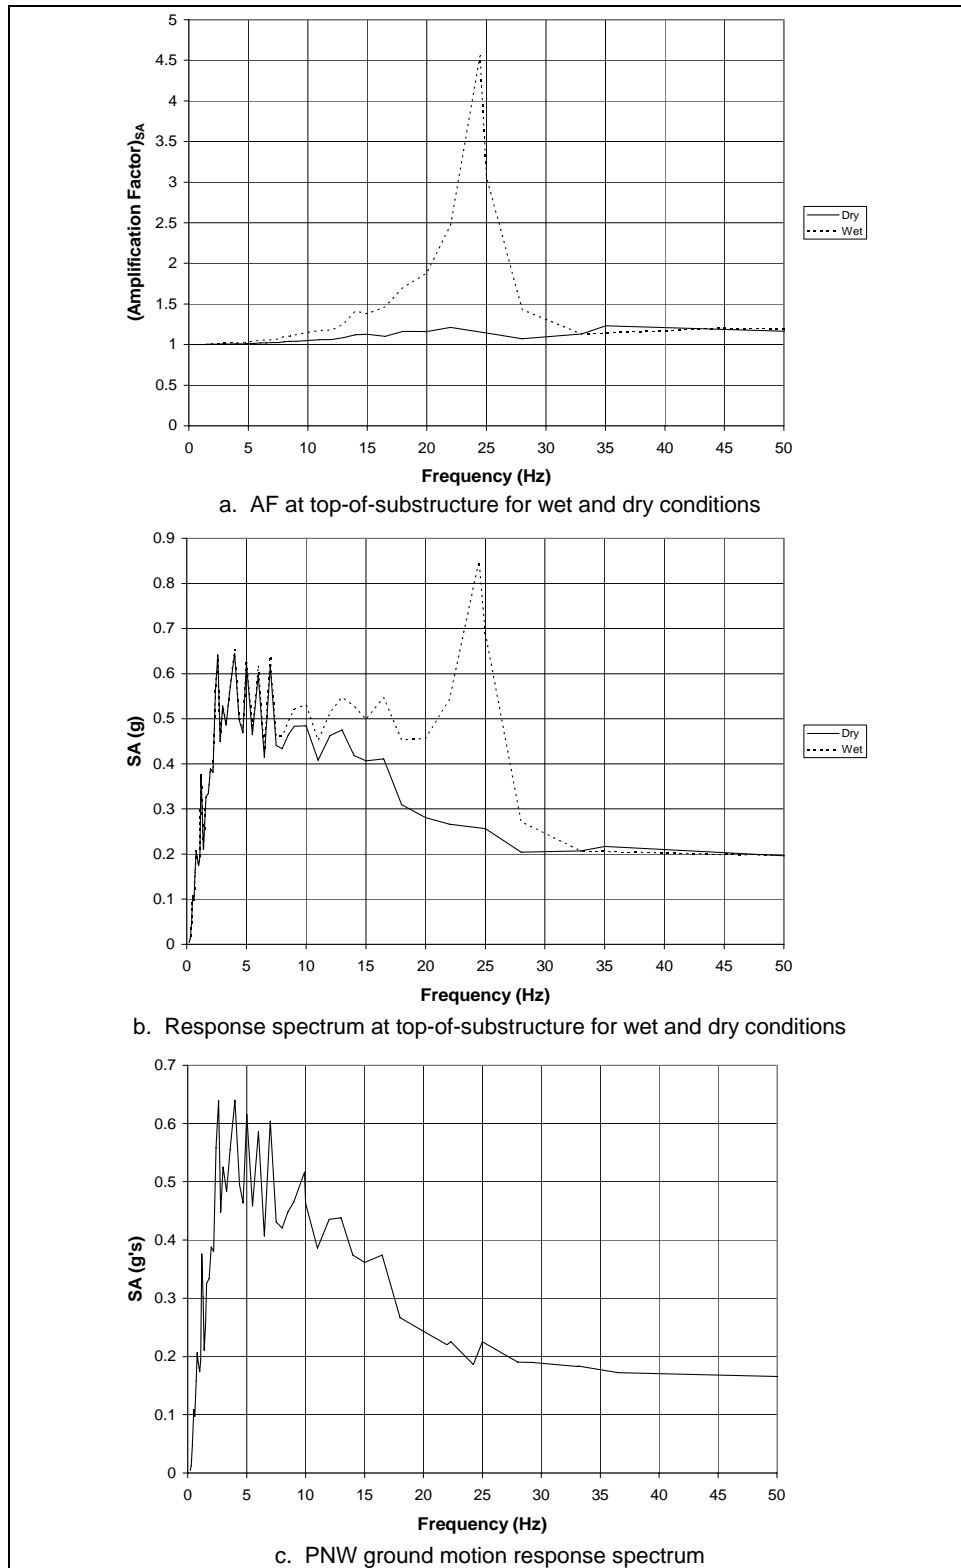 5
4.5
4
3.5
3
2.5
2
1.5
1
0.5
0
(Amplification Factor)SA
0 5 10 15 20 25 30 35 40 45 50
Frequency (Hz)
Dry
Wet
a. AF at top-of-substructure for wet and dry conditions
0.9
0.8
0.7
0.6
0.5
0.4
0.3
0.2
0.1
0
SA (g)
0 5 10 15 20 25 30 35 40 45 50
Frequency (Hz)
Dry
Wet
b. Response spectrum at top-of-substructure for wet and dry conditions
0.7
0.6
0.5
0.4
0.3
0.2
0.1
0
SA (g's)
0 5 10 15 20 25 30 35 40 45 50
Frequency (Hz)
c. PNW ground motion response spectrum